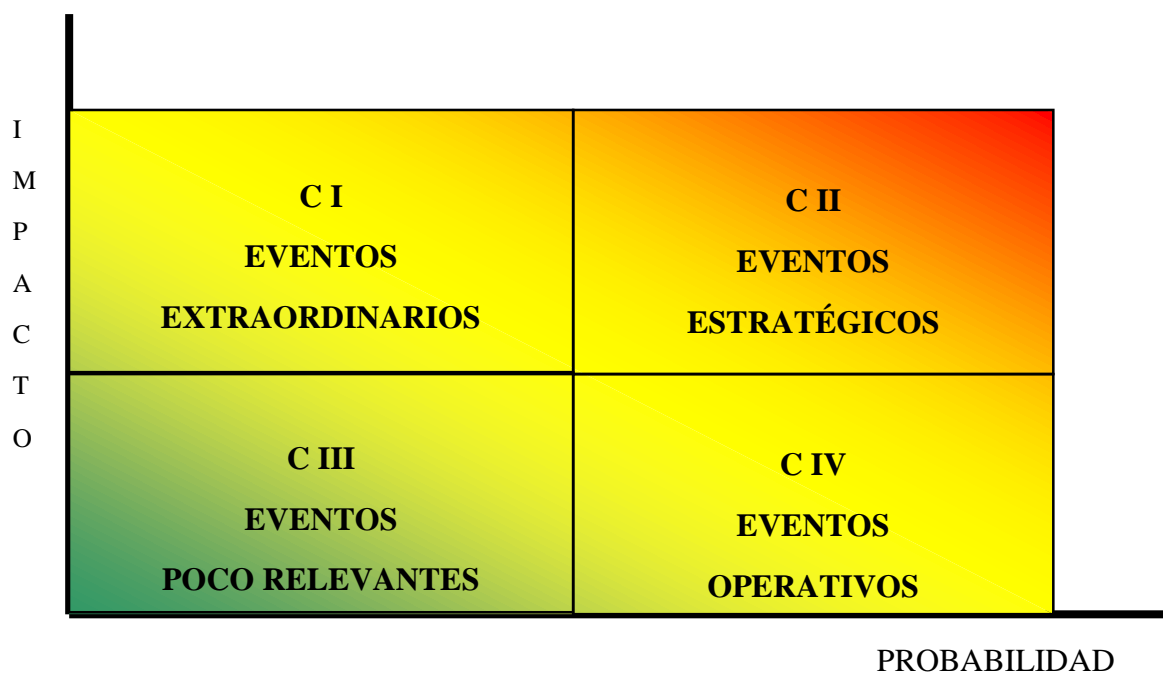 I
M
P
A
C
T
O
C I
EVENTOS
EXTRAORDINARIOS
C II
EVENTOS
ESTRATÉGICOS
C III
EVENTOS
POCO RELEVANTES
C IV
EVENTOS
OPERATIVOS
PROBABILIDAD